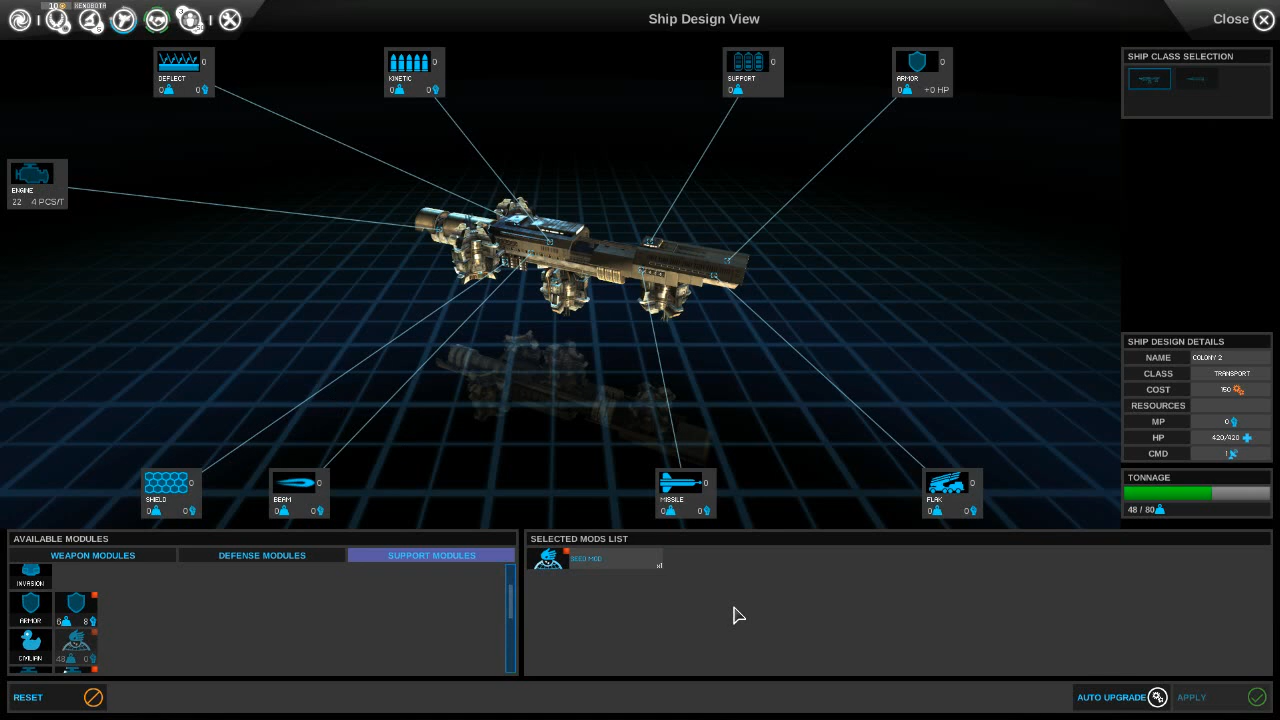 10
XENOBOTA
Ship Design View
Close
DEFLECT
0
0 0
KINETIC
0
0 0
SUPPORT
0
0
ARMOR
0
0 +0 HP
ENGINE
22 4 PCS/T
SHIP CLASS SELECTION
SHIP DESIGN DETAILS
NAME COLONY 2
CLASS TRANSPORT
COST 150
RESOURCES
MP 0
HP 420/420
CMD 1
SHIELD
0
0 0
BEAM
0
0 0
MISSILE
0
0 0
FLAK
0
0 0
TONNAGE
48 / 80
AVAILABLE MODULES
WEAPON MODULES DEFENSE MODULES SUPPORT MODULES
INVASION
ARMOR 6 8
CIVILIAN 48 0
SELECTED MODS LIST
SEED MOD
x1
RESET
AUTO UPGRADE
APPLY